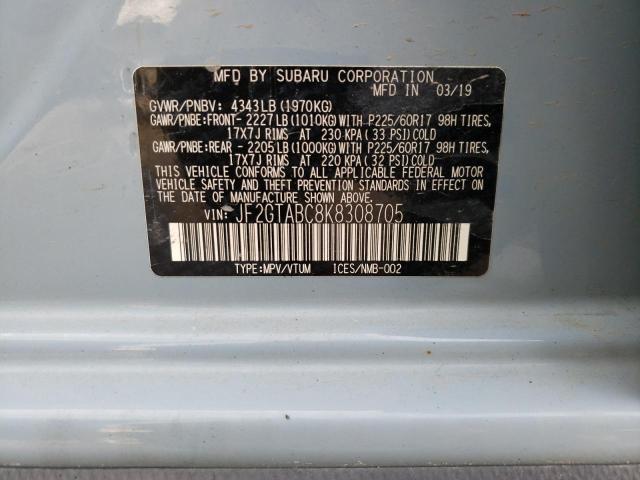 MFD BY SUBARU CORPORATION
MFD IN 03/19
GVWR/PNBV: 4343LB (1970KG)
GAWR/PNBE:FRONT- 2227LB (1010KG) WITH P225/60R17 98H TIRES,
17X7J RIMS AT 230 KPA (33 PSI) COLD
GAWR/PNBE:REAR - 2205LB (1000KG) WITH P225/60R17 98H TIRES,
17X7J RIMS AT 220 KPA (32 PSI) COLD
THIS VEHICLE CONFORMS TO ALL APPLICABLE FEDERAL MOTOR
VEHICLE SAFETY AND THEFT PREVENTION STANDARDS IN EFFECT
ON THE DATE OF MANUFACTURE SHOWN ABOVE.
VIN: JF2GTABC8K8308705
TYPE:MPV/VTUM ICES/NMB-002